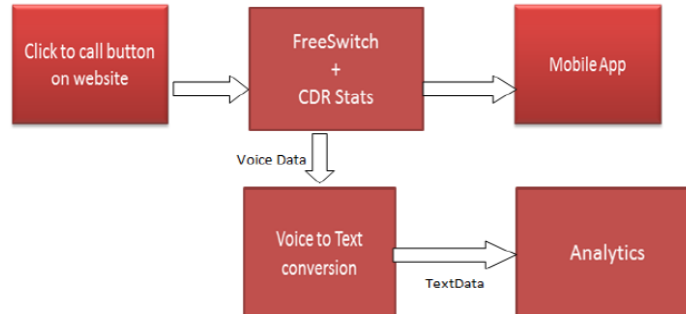 Click to call button
on website
FreeSwitch
+
CDR Stats
Mobile App
Voice Data
Voice to Text
conversion
TextData
Analytics